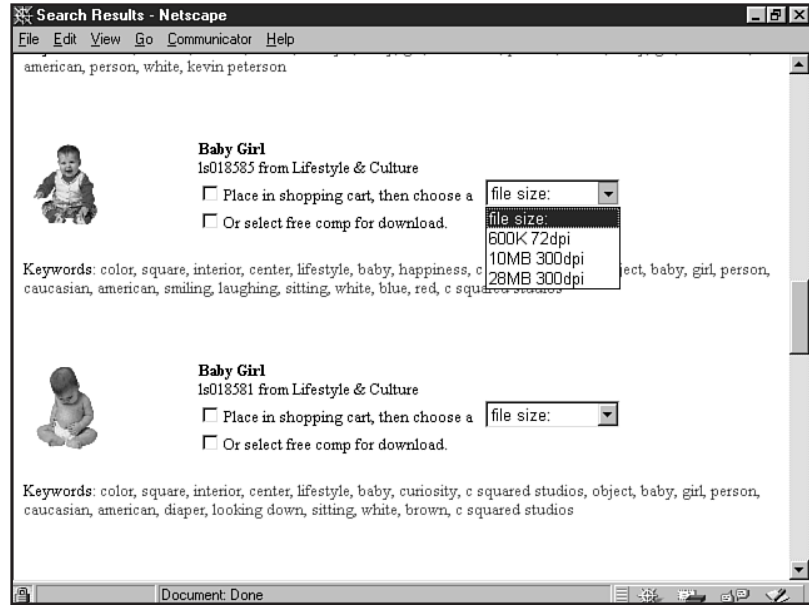 Search Results - Netscape
File Edit View Go Communicator Help
american, person, white, kevin peterson
Baby Girl
ls018585 from Lifestyle & Culture
Place in shopping cart, then choose a file size:
file size:
600K 72dpi
10MB 300dpi
28MB 300dpi
Or select free comp for download.
Keywords: color, square, interior, center, lifestyle, baby, happiness, c ject, baby, girl, person,
caucasian, american, smiling, laughing, sitting, white, blue, red, c squared studios
Baby Girl
ls018581 from Lifestyle & Culture
Place in shopping cart, then choose a file size:
Or select free comp for download.
Keywords: color, square, interior, center, lifestyle, baby, curiosity, c squared studios, object, baby, girl, person,
caucasian, american, diaper, looking down, sitting, white, brown, c squared studios
Document: Done